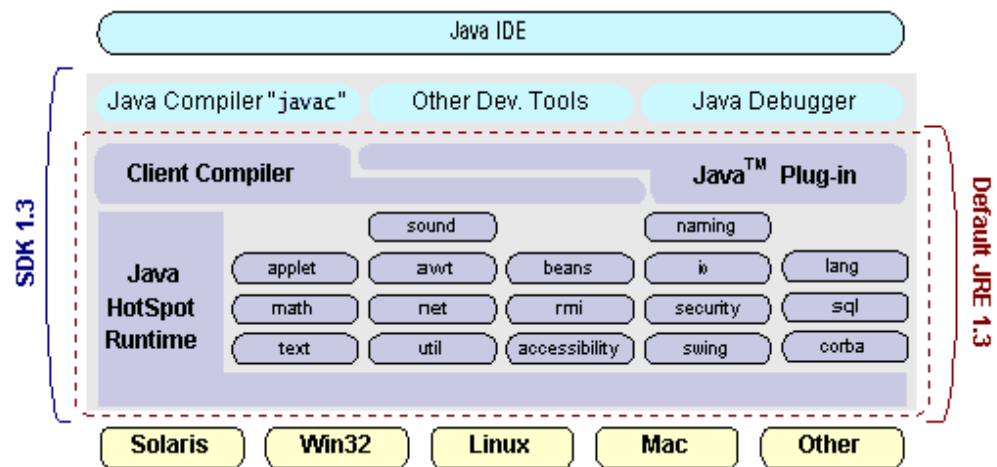 Java IDE
Java Compiler "javac"
Other Dev. Tools
Java Debugger
SDK 1.3
Default JRE 1.3
Client Compiler
Java™ Plug-in
Java
HotSpot
Runtime
sound
naming
applet
awt
beans
io
lang
math
net
rmi
security
sql
text
util
accessibility
swing
corba
Solaris
Win32
Linux
Mac
Other